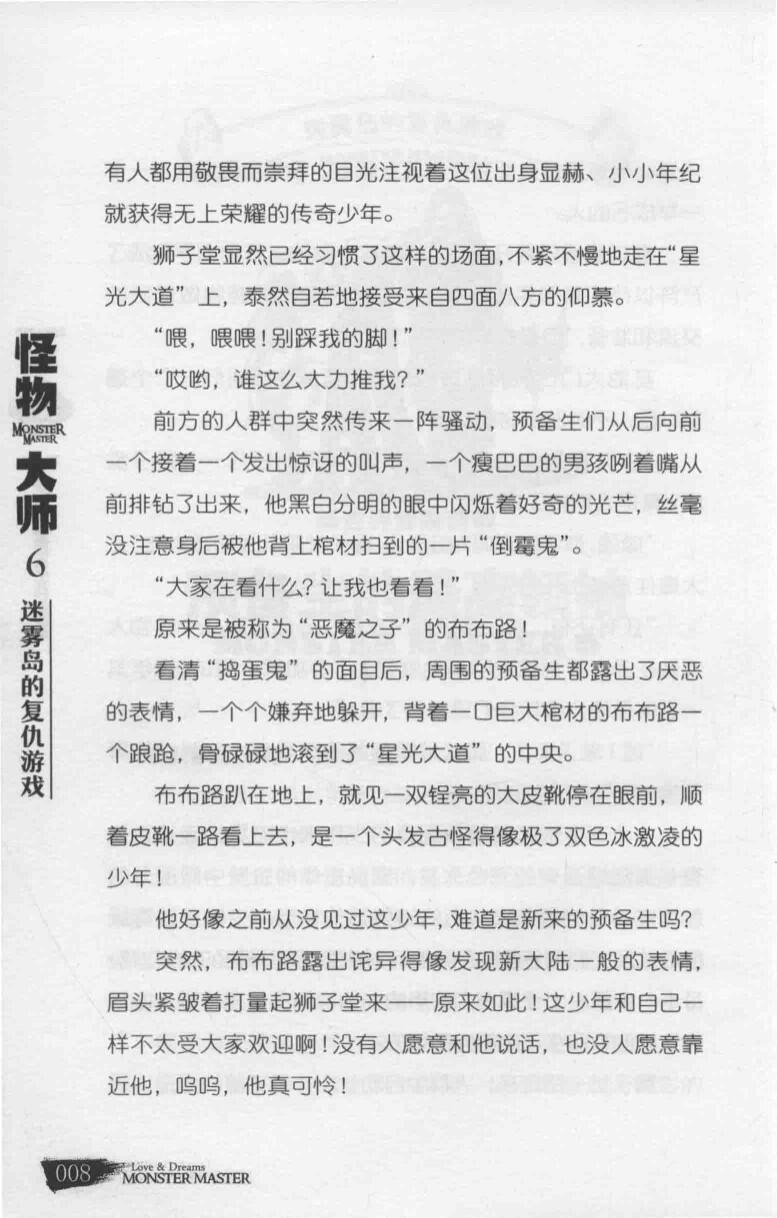 有人都用敬畏而崇拜的目光注视着这位出身显赫、小小年纪
就获得无上荣耀的传奇少年。
狮子堂显然已经习惯了这样的场面,不紧不慢地走在“星
光大道”上，泰然自若地接受来自四面八方的仰慕。
“喂，喂喂！别踩我的脚！”
“哎哟，谁这么大力推我？”
前方的人群中突然传来一阵骚动，预备生们从后向前
一个接着一个发出惊讶的叫声，一个瘦巴巴的男孩咧着嘴从
前排钻了出来，他黑白分明的眼中闪烁着好奇的光芒，丝毫
没注意身后被他背上棺材扫到的一片“倒霉鬼”。
“大家在看什么？让我也看看！”
原来是被称为“恶魔之子”的布布路！
看清“捣蛋鬼”的面目后，周围的预备生都露出了厌恶
的表情，一个个嫌弃地躲开，背着一口巨大棺材的布布路一
个踉跄，骨碌碌地滚到了“星光大道”的中央。
布布路趴在地上，就见一双锃亮的大皮靴停在眼前，顺
着皮靴一路看上去，是一个头发古怪得像极了双色冰激凌的
少年！
他好像之前从没见过这少年，难道是新来的预备生吗？
突然，布布路露出诧异得像发现新大陆一般的表情，
眉头紧皱着打量起狮子堂来——原来如此！这少年和自己一
样不太受大家欢迎啊！没有人愿意和他说话，也没人愿意靠
近他，呜呜，他真可怜！
怪物
MONSTER
MASTER
大师
6
迷雾岛的复仇游戏
008
Love & Dreams
MONSTER MASTER